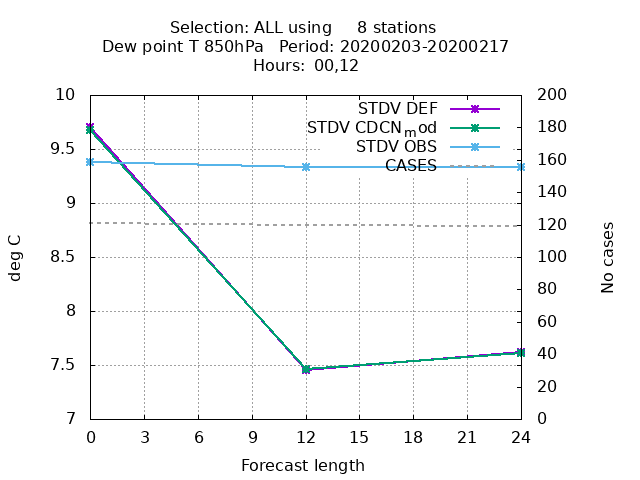 Selection: ALL using 8 stations
Dew point T 850hPa Period: 20200203-20200217
Hours: 00,12
10 200
STDV DEF
180
STDV CDCN_mod
9.5 STDV OBS
160
CASES
140
9
120
8.5 100
80
8
60
7.5
40
20
7 0
0 3 6 9 12 15 18 21 24
Forecast length
deg C
No cases